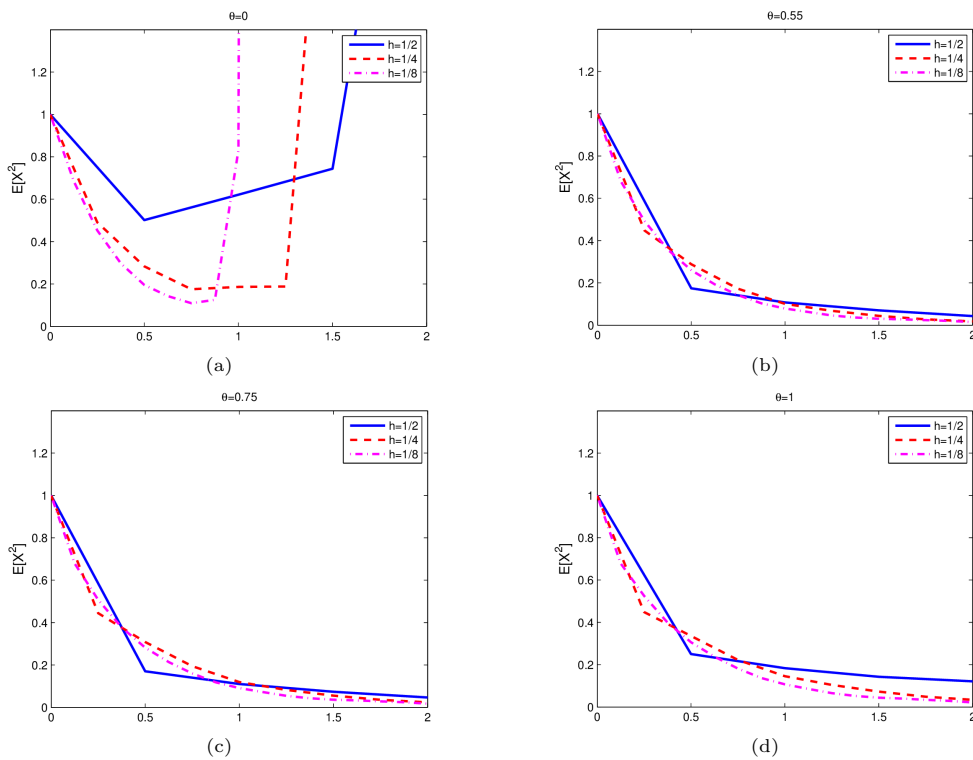 θ=0
h=1/2
h=1/4
h=1/8
E[X²]
1.2
1
0.8
0.6
0.4
0.2
0
0 0.5 1 1.5 2
(a)
θ=0.55
h=1/2
h=1/4
h=1/8
E[X²]
1.2
1
0.8
0.6
0.4
0.2
0
0 0.5 1 1.5 2
(b)
θ=0.75
h=1/2
h=1/4
h=1/8
E[X²]
1.2
1
0.8
0.6
0.4
0.2
0
0 0.5 1 1.5 2
(c)
θ=1
h=1/2
h=1/4
h=1/8
E[X²]
1.2
1
0.8
0.6
0.4
0.2
0
0 0.5 1 1.5 2
(d)